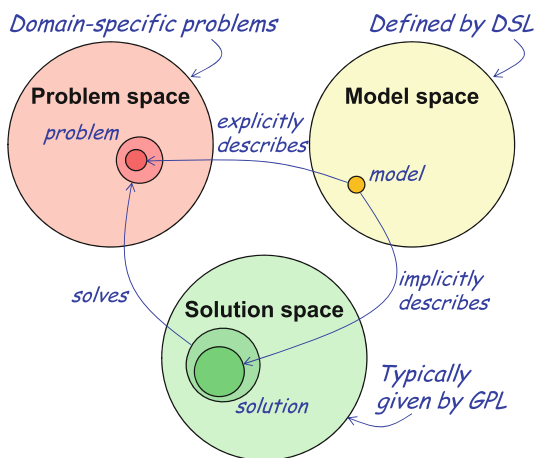 Domain-specific problems
Defined by DSL
Problem space
Model space
problem
explicitly
describes
model
implicitly
describes
solves
Solution space
solution
Typically
given by GPL